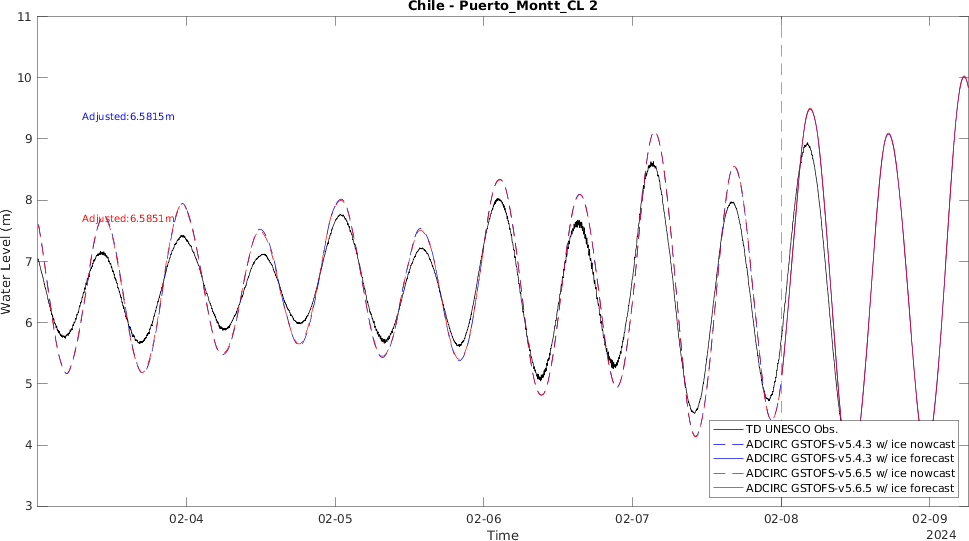 Chile - Puerto_Montt_CL 2
11
10
9
8
7
6
5
4
3
Water Level (m)
Adjusted:6.5815m
Adjusted:6.5851m
TD UNESCO Obs.
ADCIRC GSTOFS-v5.4.3 w/ ice nowcast
ADCIRC GSTOFS-v5.4.3 w/ ice forecast
ADCIRC GSTOFS-v5.6.5 w/ ice nowcast
ADCIRC GSTOFS-v5.6.5 w/ ice forecast
02-04 02-05 02-06 02-07 02-08 02-09
Time
2024